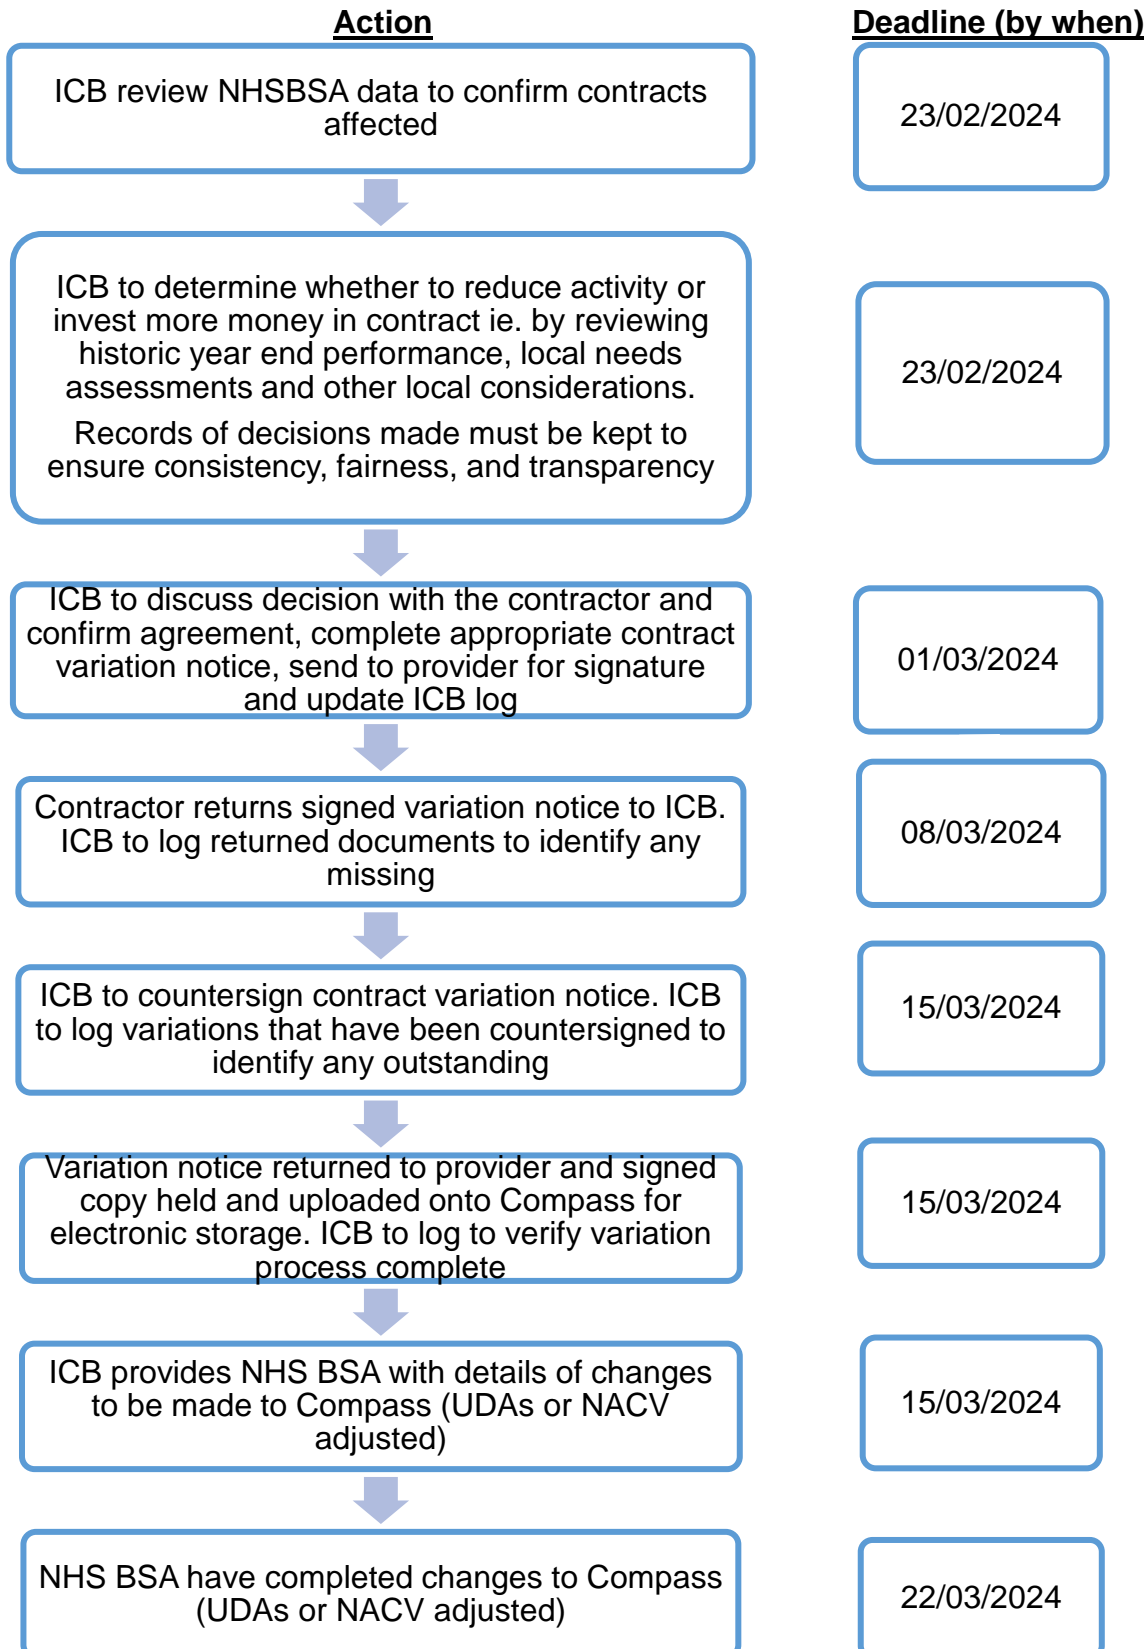 Action
Deadline (by when)
ICB review NHSBSA data to confirm contracts
affected
23/02/2024
ICB to determine whether to reduce activity or
invest more money in contract ie. by reviewing
historic year end performance, local needs
assessments and other local considerations.
Records of decisions made must be kept to
ensure consistency, fairness, and transparency
23/02/2024
ICB to discuss decision with the contractor and
confirm agreement, complete appropriate contract
variation notice, send to provider for signature
and update ICB log
01/03/2024
Contractor returns signed variation notice to ICB.
ICB to log returned documents to identify any
missing
08/03/2024
ICB to countersign contract variation notice. ICB
to log variations that have been countersigned to
identify any outstanding
15/03/2024
Variation notice returned to provider and signed
copy held and uploaded onto Compass for
electronic storage. ICB to log to verify variation
process complete
15/03/2024
ICB provides NHS BSA with details of changes
to be made to Compass (UDAs or NACV
adjusted)
15/03/2024
NHS BSA have completed changes to Compass
(UDAs or NACV adjusted)
22/03/2024